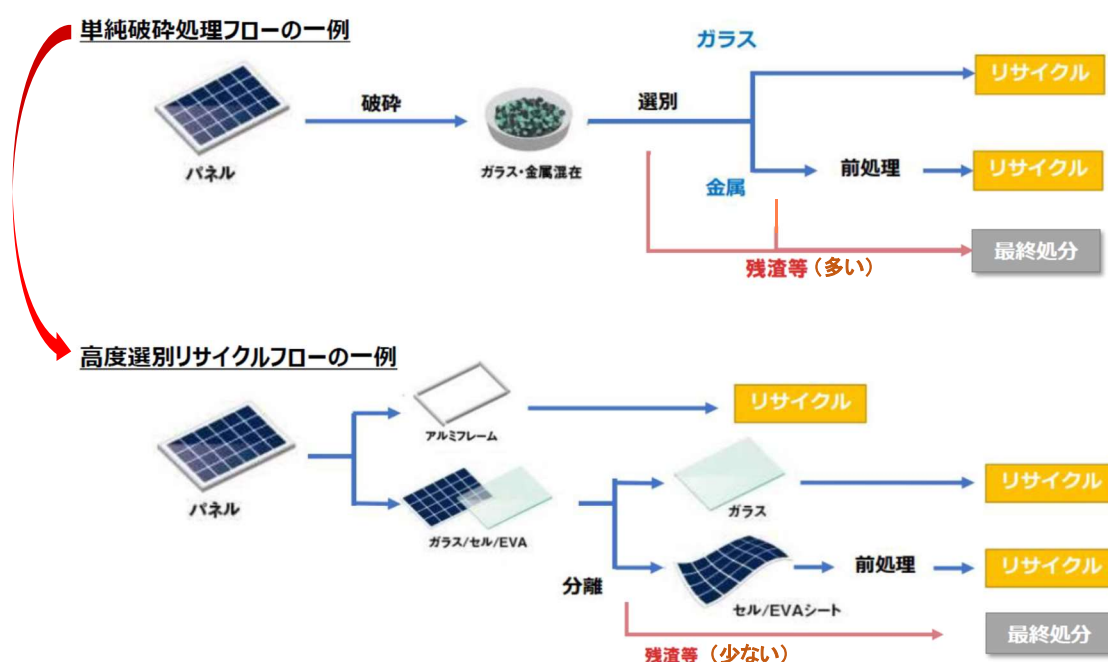 単純破砕処理フローの一例
ガラス
リサイクル
破砕
選別
パネル
ガラス・金属混在
金属
前処理
リサイクル
残渣等（多い）
最終処分
高度選別リサイクルフローの一例
アルミフレーム
リサイクル
パネル
ガラス/セル/EVA
ガラス
リサイクル
分離
セル/EVAシート
前処理
リサイクル
残渣等（少ない）
最終処分